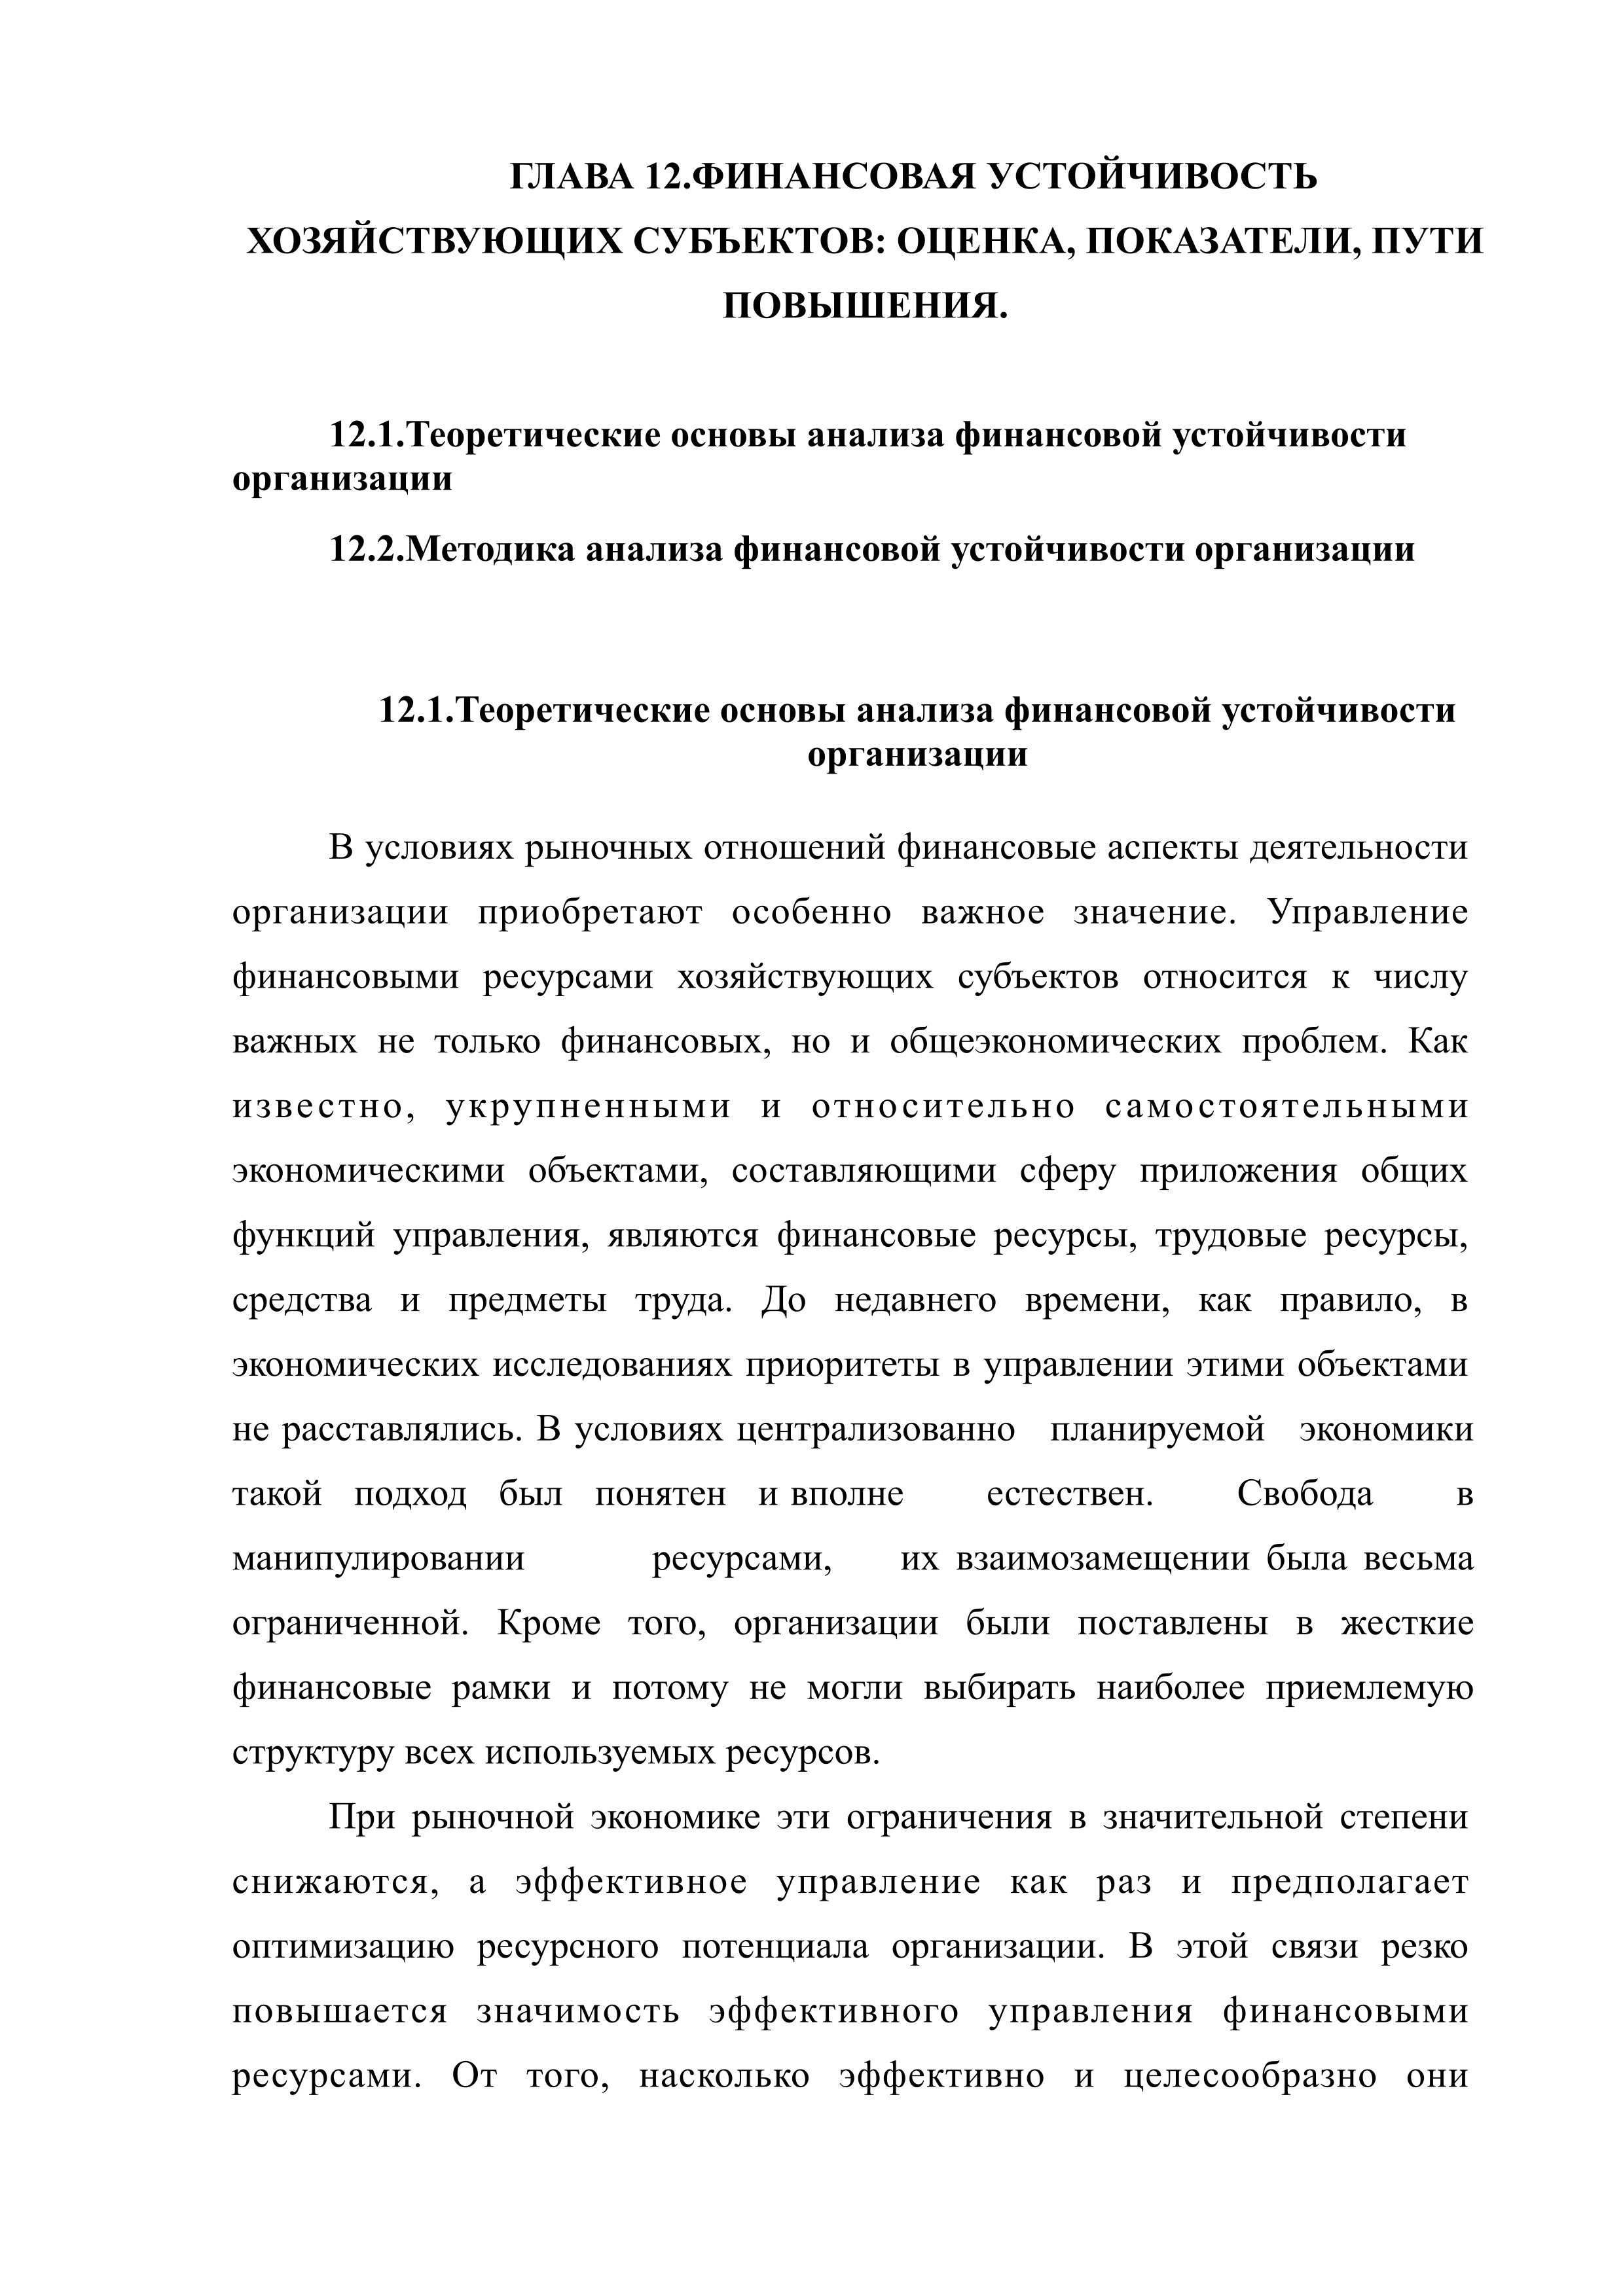 ГЛАВА 12.ФИНАНСОВАЯ УСТОЙЧИВОСТЬ
ХОЗЯЙСТВУЮЩИХ СУБЪЕКТОВ: ОЦЕНКА, ПОКАЗАТЕЛИ, ПУТИ
ПОВЫШЕНИЯ.
12.1.Теоретические основы анализа финансовой устойчивости
организации
12.2.Методика анализа финансовой устойчивости организации
12.1.Теоретические основы анализа финансовой устойчивости
организации
В условиях рыночных отношений финансовые аспекты деятельности
организации приобретают особенно важное значение. Управление
финансовыми ресурсами хозяйствующих субъектов относится к числу
важных не только финансовых, но и общеэкономических проблем. Как
известно, укрупненными и относительно самостоятельными
экономическими объектами, составляющими сферу приложения общих
функций управления, являются финансовые ресурсы, трудовые ресурсы,
средства и предметы труда. До недавнего времени, как правило, в
экономических исследованиях приоритеты в управлении этими объектами
не расставлялись. В условиях централизованно планируемой экономики
такой подход был понятен и вполне естествен. Свобода в
манипулировании ресурсами, их взаимозамещении была весьма
ограниченной. Кроме того, организации были поставлены в жесткие
финансовые рамки и потому не могли выбирать наиболее приемлемую
структуру всех используемых ресурсов.
При рыночной экономике эти ограничения в значительной степени
снижаются, а эффективное управление как раз и предполагает
оптимизацию ресурсного потенциала организации. В этой связи резко
повышается значимость эффективного управления финансовыми
ресурсами. От того, насколько эффективно и целесообразно они